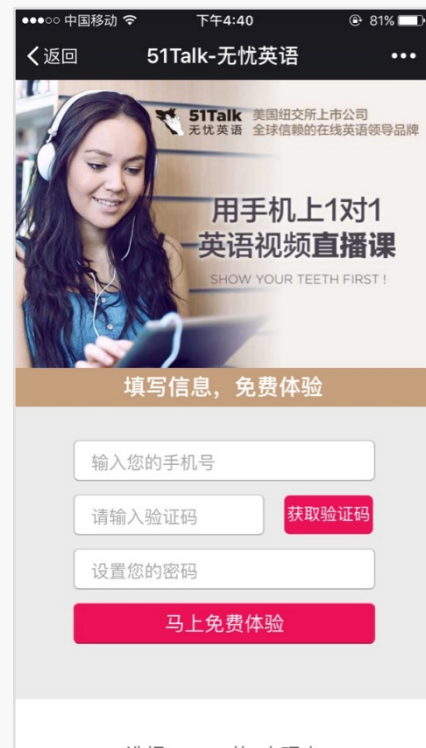 中国移动 下午4:40 81%
返回 51Talk-无忧英语
51Talk 美国纽交所上市公司
无忧英语 全球信赖的在线英语领导品牌
用手机上1对1
英语视频直播课
SHOW YOUR TEETH FIRST !
填写信息，免费体验
输入您的手机号
请输入验证码 获取验证码
设置您的密码
马上免费体验